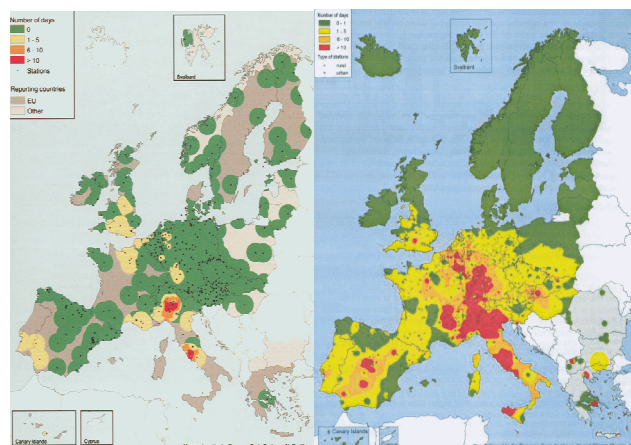 Number of days
0
1 - 5
6 - 10
> 10
Stations
Reporting countries
EU
Other
Svalbard
Canary Islands
Cyprus
Number of days
0 - 1
1 - 5
6 - 10
> 10
Type of stations
rural
urban
Svalbard
Canary Islands